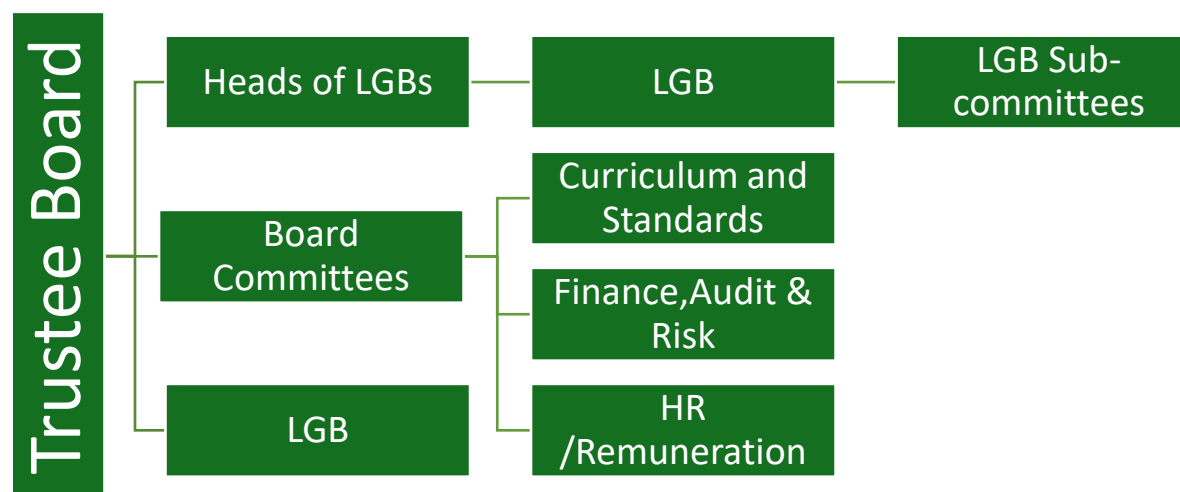 Trustee Board
Heads of LGBs
LGB
LGB Sub-
committees
Board
Committees
Curriculum and
Standards
Finance,Audit &
Risk
HR
/Remuneration
LGB